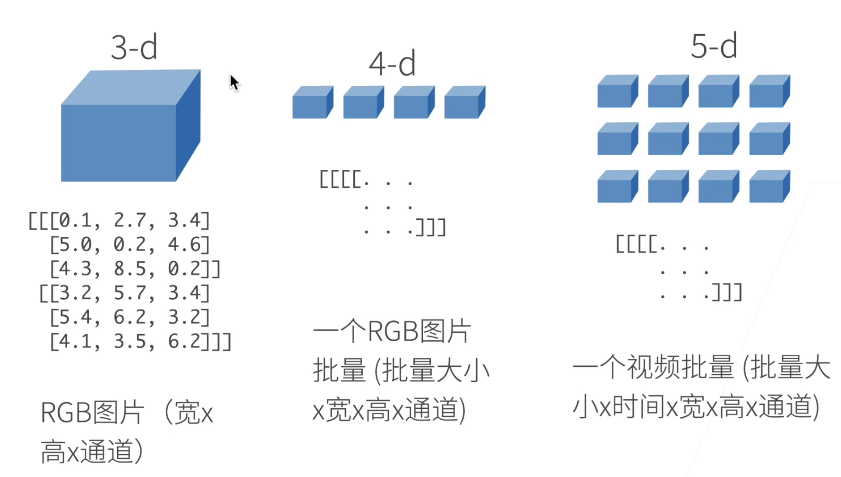 3-d
[[[0.1, 2.7, 3.4]
[5.0, 0.2, 4.6]
[4.3, 8.5, 0.2]]
[[3.2, 5.7, 3.4]
[5.4, 6.2, 3.2]
[4.1, 3.5, 6.2]]]
RGB图片（宽x
高x通道）
4-d
[[[[. . .
. . .
. . .]]]
一个RGB图片
批量 (批量大小
x宽x高x通道)
5-d
[[[[. . .
. . .
. . .]]]
一个视频批量 (批量大
小x时间x宽x高x通道)